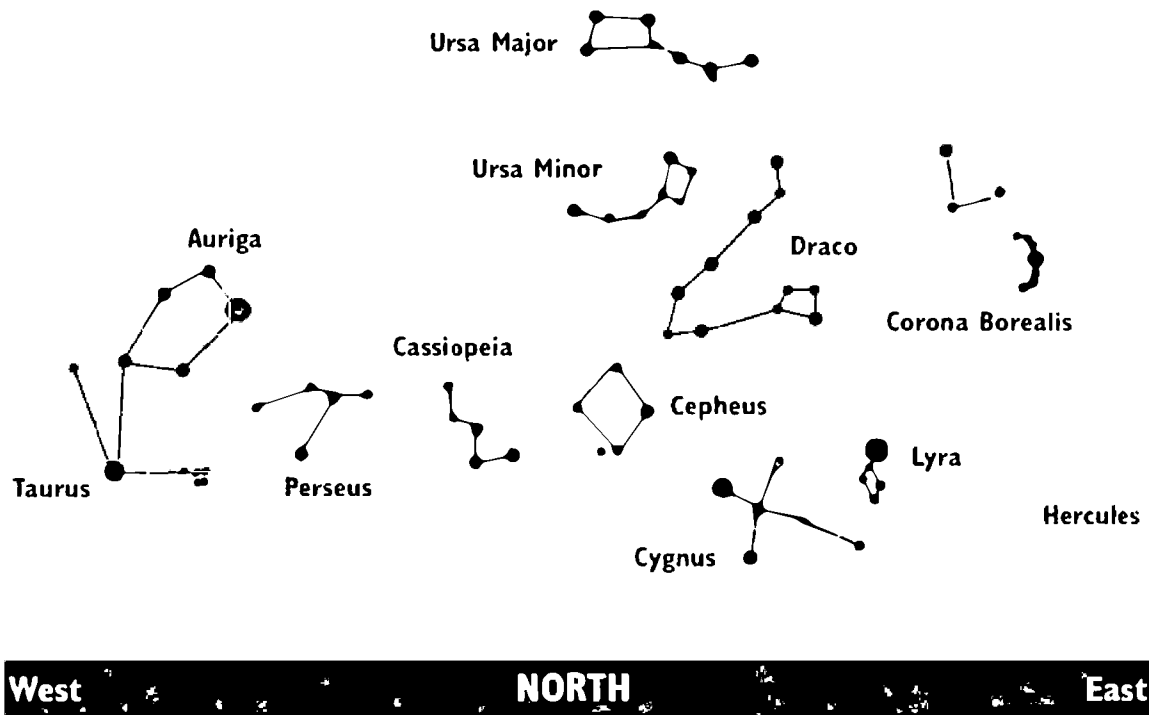 Ursa Major
Ursa Minor
Auriga
Draco
Corona Borealis
Cassiopeia
Cepheus
Lyra
Taurus
Perseus
Hercules
Cygnus
West NORTH East